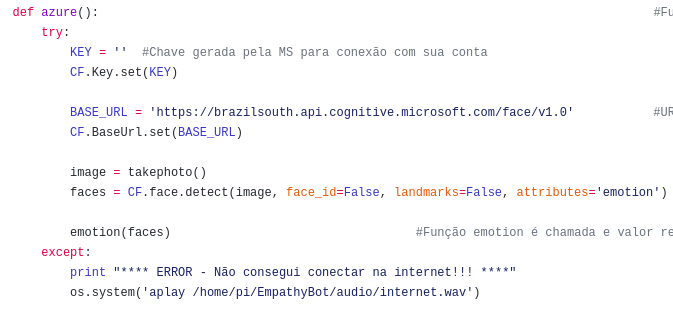 def azure(): #Fu
try:
KEY = '' #Chave gerada pela MS para conexão com sua conta
CF.Key.set(KEY)
BASE_URL = 'https://brazilsouth.api.cognitive.microsoft.com/face/v1.0' #UR
CF.BaseUrl.set(BASE_URL)
image = takephoto()
faces = CF.face.detect(image, face_id=False, landmarks=False, attributes='emotion')
emotion(faces) #Função emotion é chamada e valor re
except:
print "**** ERROR - Não consegui conectar na internet!!! ****"
os.system('aplay /home/pi/EmpathyBot/audio/internet.wav')